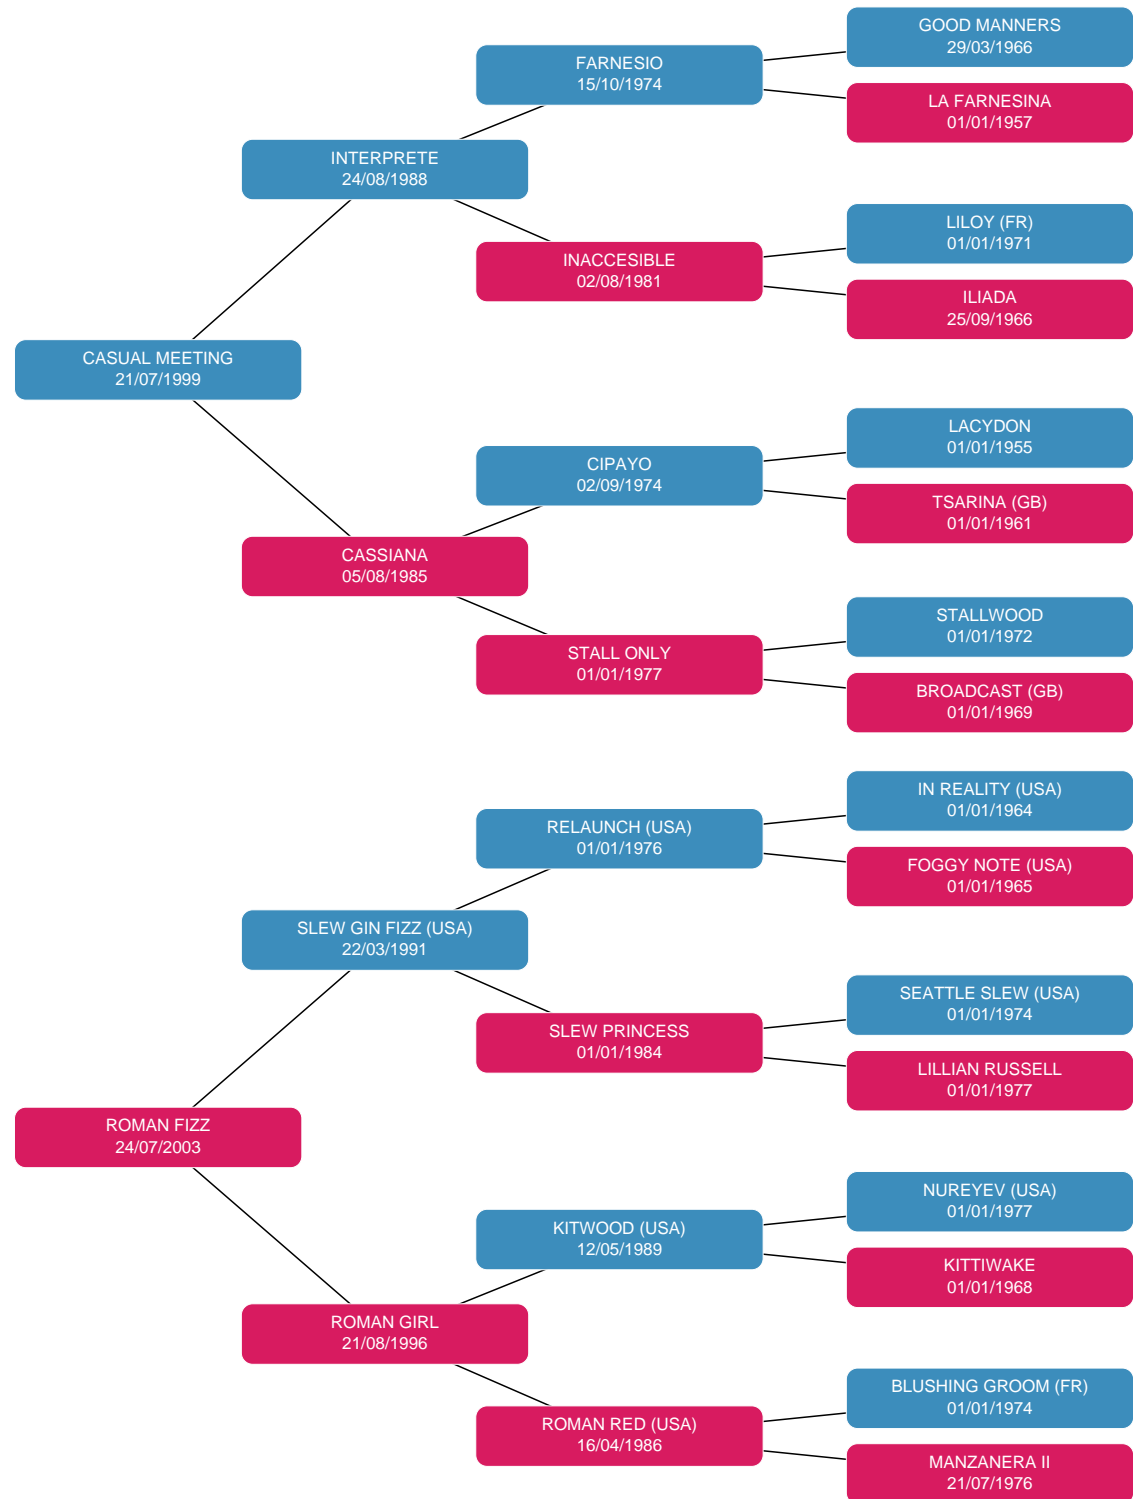 GOOD MANNERS
29/03/1966
FARNESIO
15/10/1974
LA FARNESINA
01/01/1957
INTERPRETE
24/08/1988
LILOY (FR)
01/01/1971
INACCESIBLE
02/08/1981
ILIADA
25/09/1966
CASUAL MEETING
21/07/1999
LACYDON
01/01/1955
CIPAYO
02/09/1974
TSARINA (GB)
01/01/1961
CASSIANA
05/08/1985
STALLWOOD
01/01/1972
STALL ONLY
01/01/1977
BROADCAST (GB)
01/01/1969
IN REALITY (USA)
01/01/1964
RELAUNCH (USA)
01/01/1976
FOGGY NOTE (USA)
01/01/1965
SLEW GIN FIZZ (USA)
22/03/1991
SEATTLE SLEW (USA)
01/01/1974
SLEW PRINCESS
01/01/1984
LILLIAN RUSSELL
01/01/1977
ROMAN FIZZ
24/07/2003
NUREYEV (USA)
01/01/1977
KITWOOD (USA)
12/05/1989
KITTIWAKE
01/01/1968
ROMAN GIRL
21/08/1996
BLUSHING GROOM (FR)
01/01/1974
ROMAN RED (USA)
16/04/1986
MANZANERA II
21/07/1976